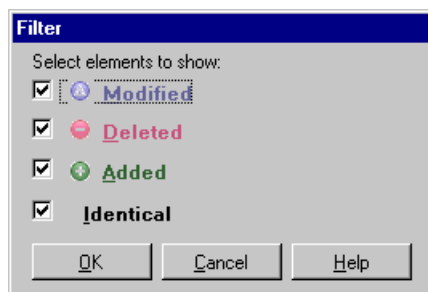 Filter
Select elements to show:
Modified
Deleted
Added
Identical
OK Cancel Help